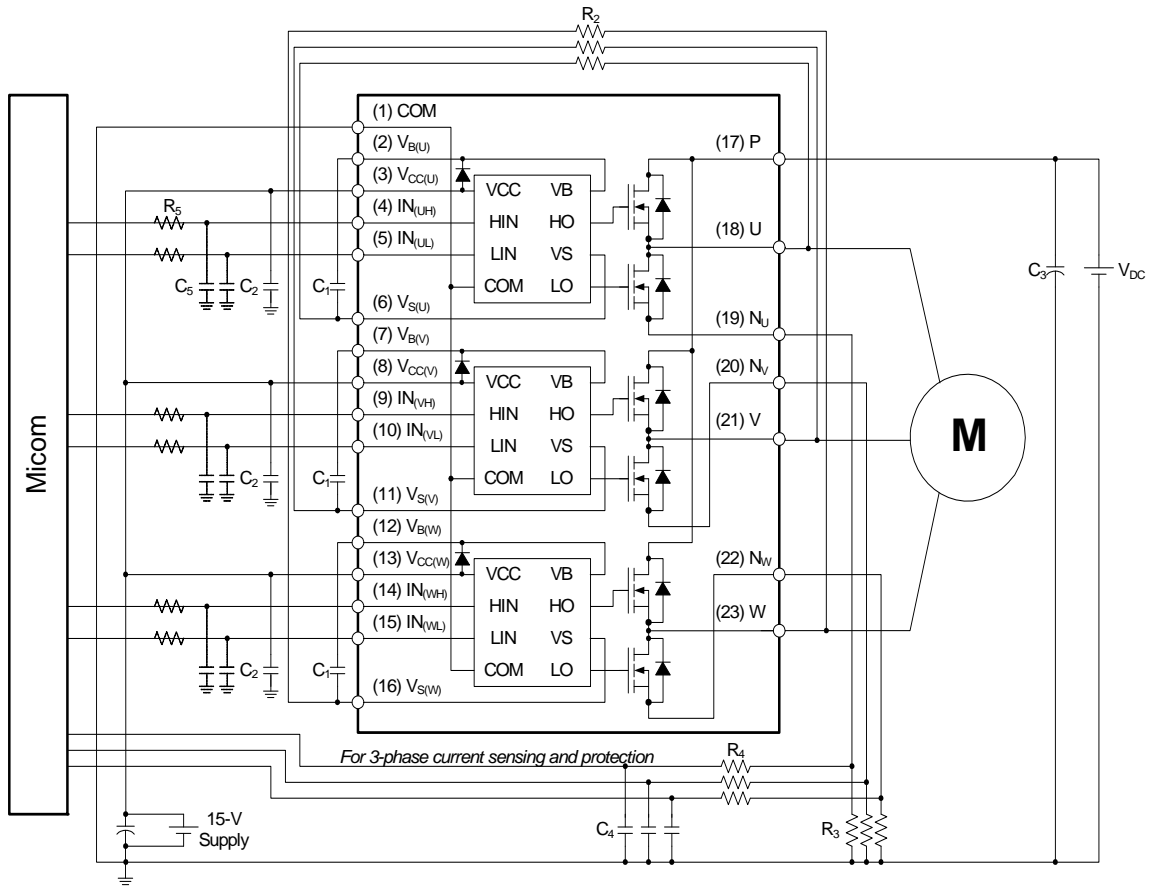 R2
Micom
(1) COM
(2) VB(U)
(3) VCC(U)
(4) IN(UH)
(5) IN(UL)
(6) VS(U)
(7) VB(V)
(8) VCC(V)
(9) IN(VH)
(10) IN(VL)
(11) VS(V)
(12) VB(W)
(13) VCC(W)
(14) IN(WH)
(15) IN(WL)
(16) VS(W)
R5
C5
C2
C1
C2
C1
C2
C1
VCC VB
HIN HO
LIN VS
COM LO
VCC VB
HIN HO
LIN VS
COM LO
VCC VB
HIN HO
LIN VS
COM LO
(17) P
(18) U
(19) NU
(20) NV
(21) V
(22) NW
(23) W
C3
VDC
M
For 3-phase current sensing and protection
R4
C4
R3
15-V
Supply